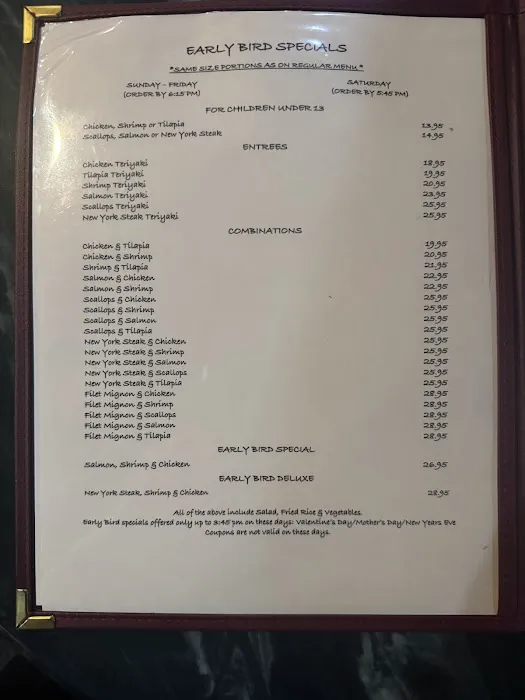 EARLY BIRD SPECIALS
*SAME SIZE PORTIONS AS ON REGULAR MENU*
SUNDAY - FRIDAY SATURDAY
(ORDER BY 6:15 PM) (ORDER BY 5:45 PM)
FOR CHILDREN UNDER 13
Chicken, Shrimp or Tilapia 13.95
Scallops, Salmon or New York Steak 14.95
ENTREES
Chicken Teriyaki 18.95
Tilapia Teriyaki 19.95
Shrimp Teriyaki 20.95
Salmon Teriyaki 23.95
Scallops Teriyaki 25.95
New York Steak Teriyaki 25.95
COMBINATIONS
Chicken & Tilapia 19.95
Chicken & Shrimp 20.95
Shrimp & Tilapia 21.95
Salmon & Chicken 22.95
Salmon & Shrimp 22.95
Scallops & Chicken 25.95
Scallops & Shrimp 25.95
Scallops & Salmon 25.95
Scallops & Tilapia 25.95
New York Steak & Chicken 25.95
New York Steak & Shrimp 25.95
New York Steak & Salmon 25.95
New York Steak & Scallops 25.95
New York Steak & Tilapia 25.95
Filet Mignon & Chicken 28.95
Filet Mignon & Shrimp 28.95
Filet Mignon & Scallops 28.95
Filet Mignon & Salmon 28.95
Filet Mignon & Tilapia 28.95
EARLY BIRD SPECIAL
Salmon, Shrimp & Chicken 26.95
EARLY BIRD DELUXE
New York Steak, Shrimp & Chicken 28.95
All of the above include Salad, Fried Rice & Vegetables.
Early Bird specials offered only up to 3:45 pm on these days: Valentine's Day/Mother's Day/New Years Eve
Coupons are not valid on these days.